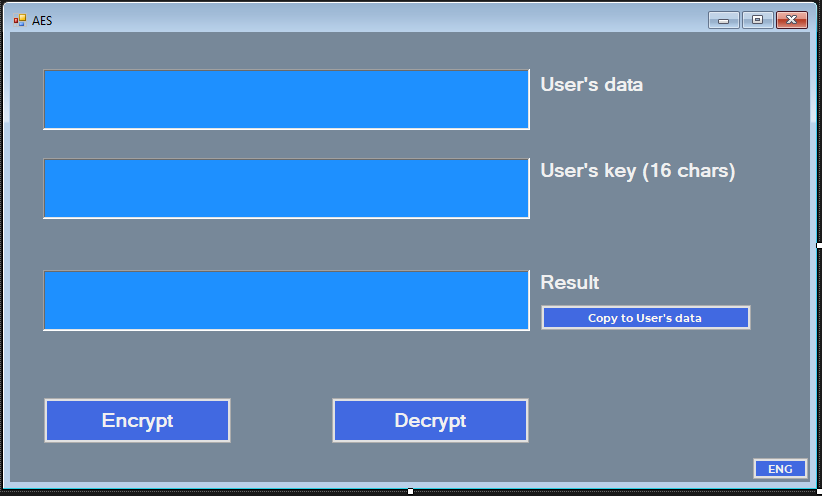 AES
User's data
User's key (16 chars)
Result
Copy to User's data
Encrypt
Decrypt
ENG